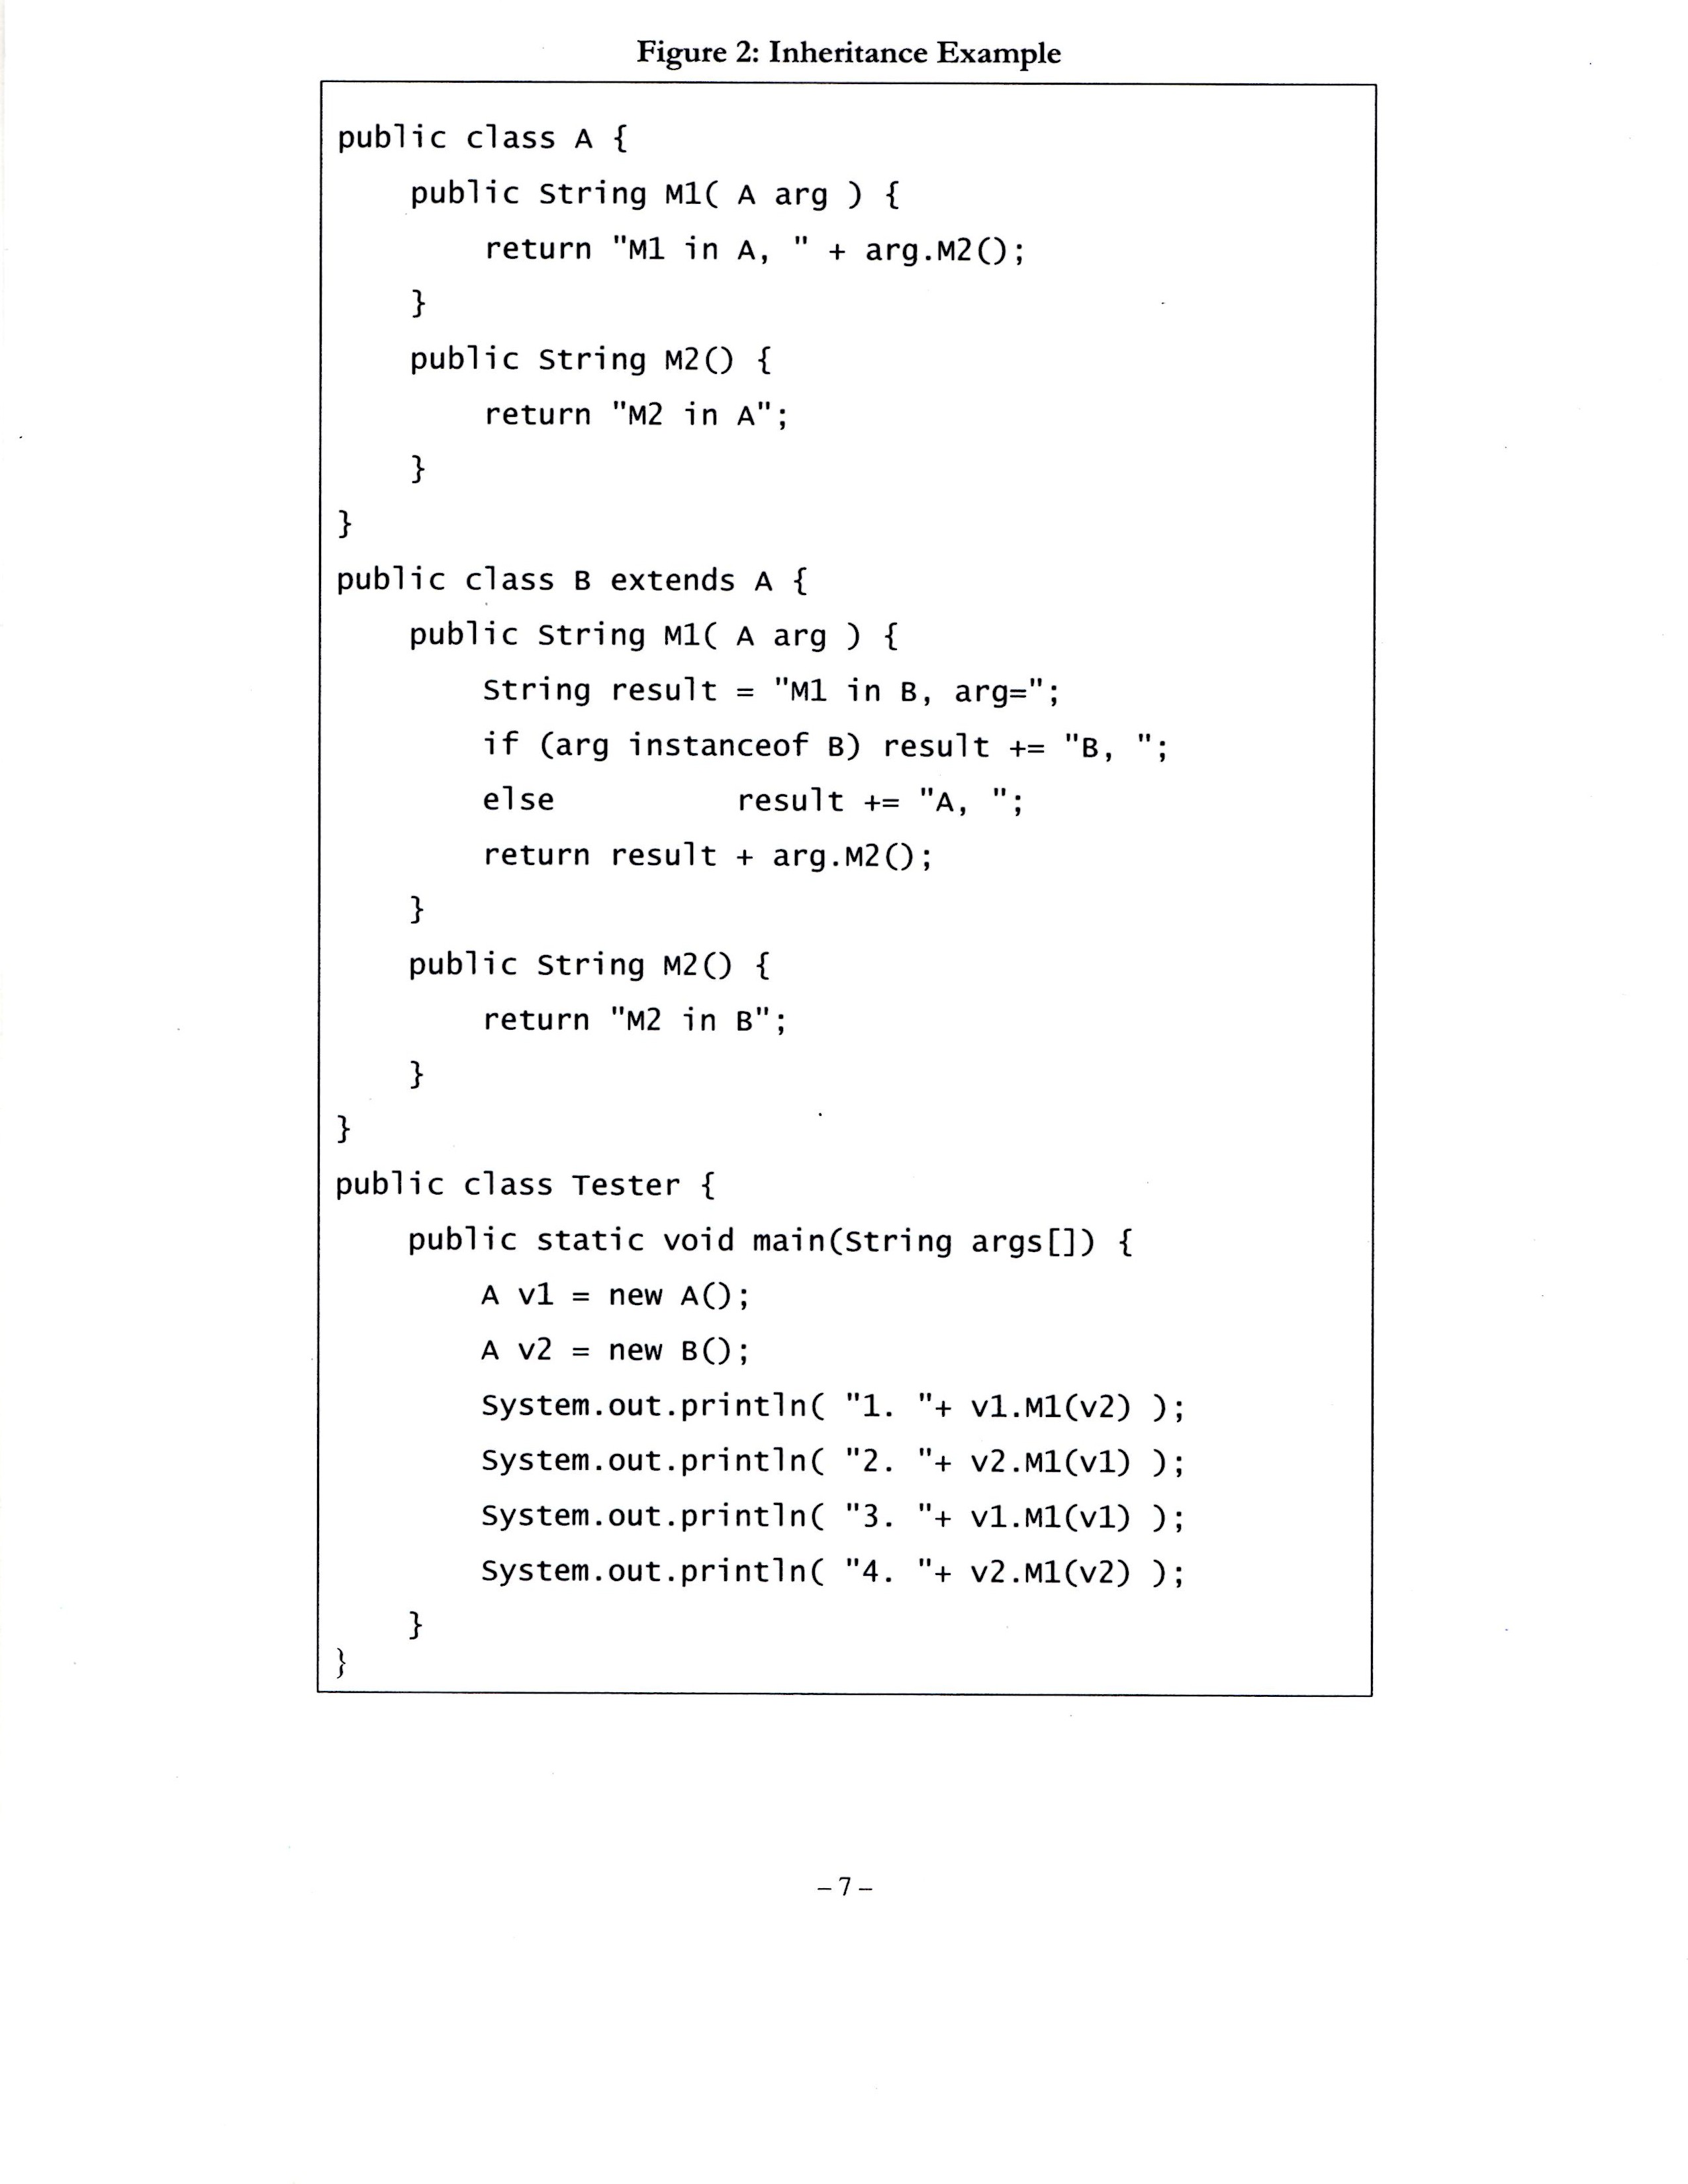 Figure 2: Inheritance Example
public class A {
    public String M1( A arg ) {
        return "M1 in A, " + arg.M2();
    }
    public String M2() {
        return "M2 in A";
    }
}
public class B extends A {
    public String M1( A arg ) {
        String result = "M1 in B, arg=";
        if (arg instanceof B) result += "B, ";
        else          result += "A, ";
        return result + arg.M2();
    }
    public String M2() {
        return "M2 in B";
    }
}
public class Tester {
    public static void main(String args[]) {
        A v1 = new A();
        A v2 = new B();
        System.out.println( "1. "+ v1.M1(v2) );
        System.out.println( "2. "+ v2.M1(v1) );
        System.out.println( "3. "+ v1.M1(v1) );
        System.out.println( "4. "+ v2.M1(v2) );
    }
}
– 7 –